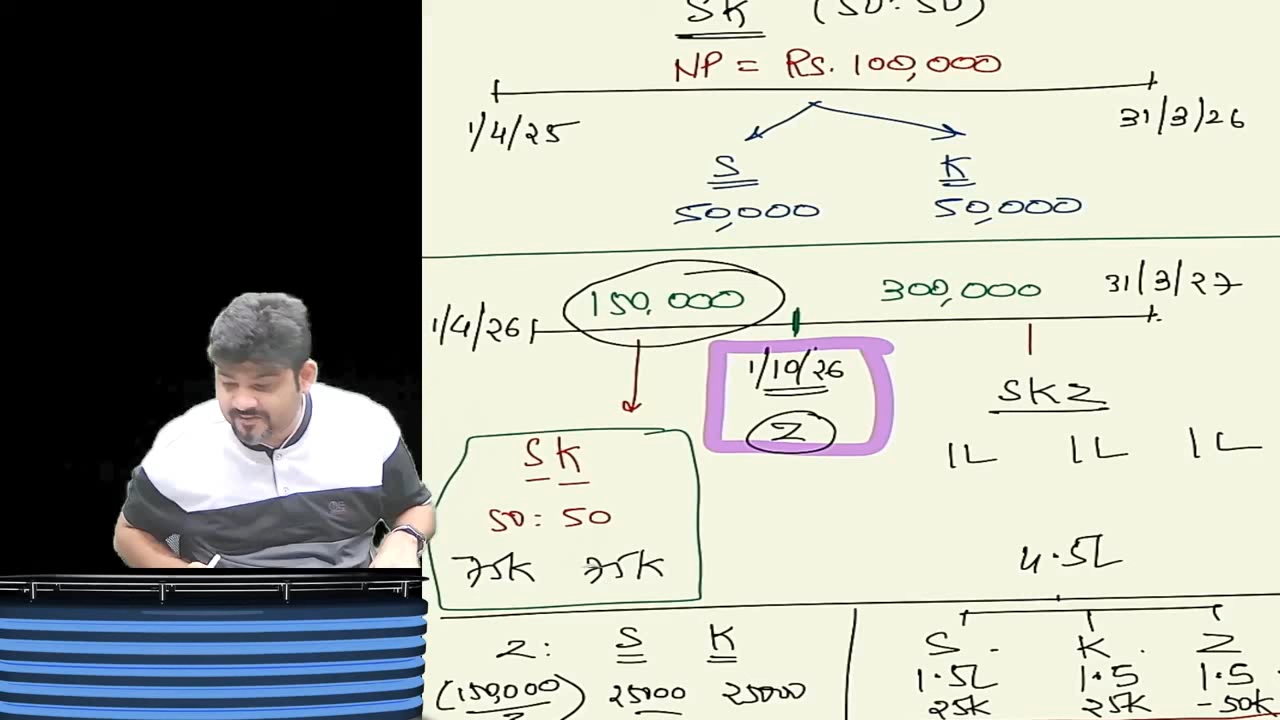 SK (50:50)
NP = Rs. 100,000
1/4/25 31/3/26
S K
50,000 50,000
150,000 300,000 31/3/27
1/4/26
1/10/26
Z
SKZ
1L 1L 1L
SK
50:50
75K 75K
4.5L
Z: S K
(150,000) 25000 25000
S. K. Z
1.5L 1.5 1.5
25K 25K -50K